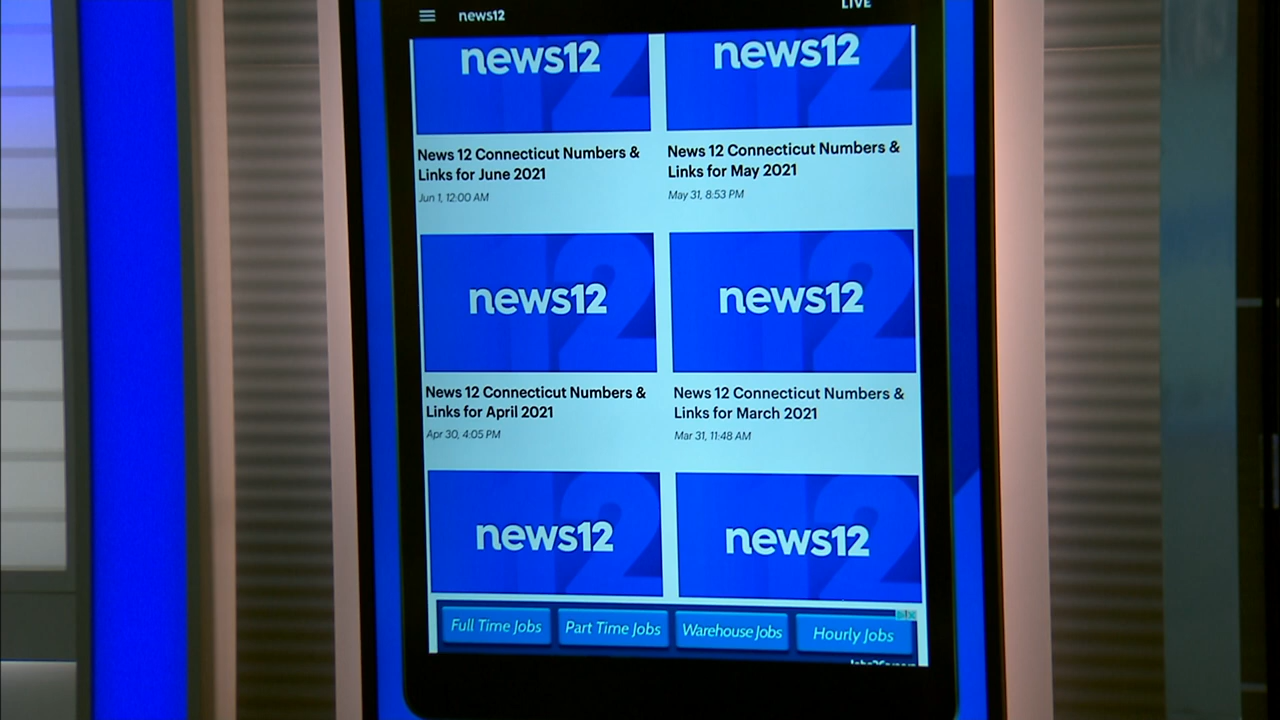 news12
LIVE
news12
news12
News 12 Connecticut Numbers &
Links for June 2021
Jun 1, 12:00 AM
News 12 Connecticut Numbers &
Links for May 2021
May 31, 8:53 PM
news12
news12
News 12 Connecticut Numbers &
Links for April 2021
Apr 30, 4:05 PM
News 12 Connecticut Numbers &
Links for March 2021
Mar 31, 11:48 AM
news12
news12
Full Time Jobs
Part Time Jobs
Warehouse Jobs
Hourly Jobs